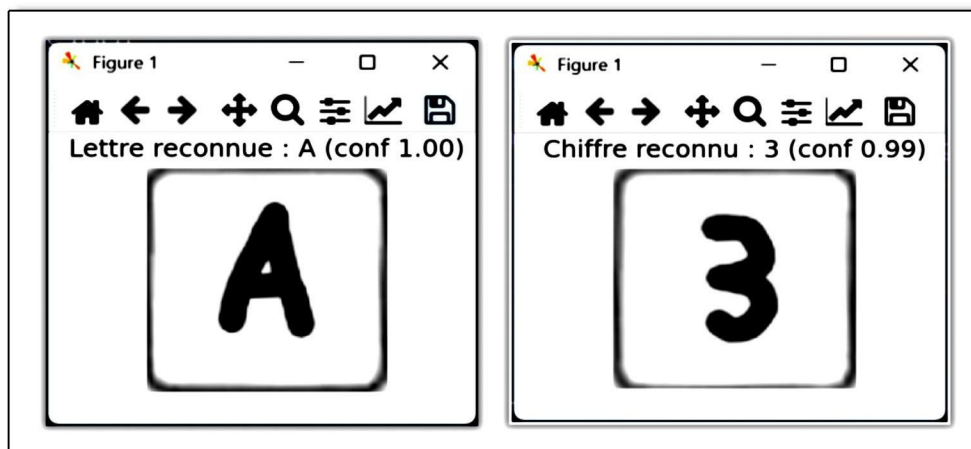 Figure 1
Lettre reconnue : A (conf 1.00)
A
Figure 1
Chiffre reconnu : 3 (conf 0.99)
3